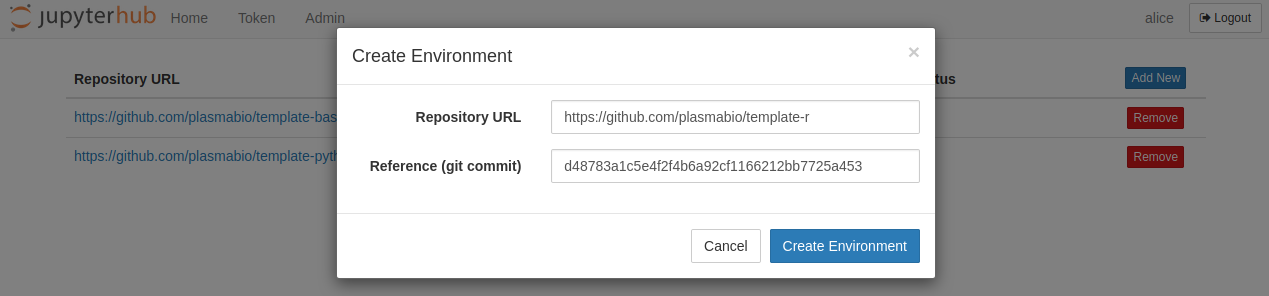 jupyterhub Home Token Admin alice Logout
Create Environment ×
Repository URL tus Add New
Repository URL https://github.com/plasmabio/template-r
https://github.com/plasmabio/template-bas Remove
https://github.com/plasmabio/template-pyth Remove
Reference (git commit) d48783a1c5e4f2f4b6a92cf1166212bb7725a453
Cancel Create Environment